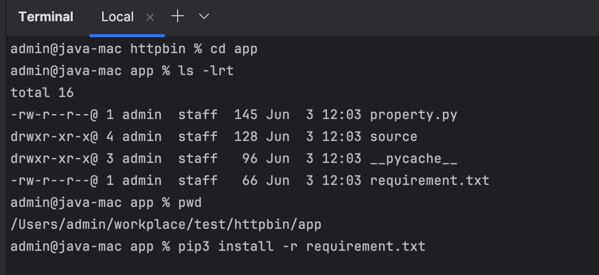 Terminal Local
admin@java-mac httpbin % cd app
admin@java-mac app % ls -lrt
total 16
-rw-r--r--@ 1 admin  staff  145 Jun  3 12:03 property.py
drwxr-xr-x@ 4 admin  staff  128 Jun  3 12:03 source
drwxr-xr-x@ 3 admin  staff   96 Jun  3 12:03 __pycache__
-rw-r--r--@ 1 admin  staff   66 Jun  3 12:03 requirement.txt
admin@java-mac app % pwd
/Users/admin/workplace/test/httpbin/app
admin@java-mac app % pip3 install -r requirement.txt